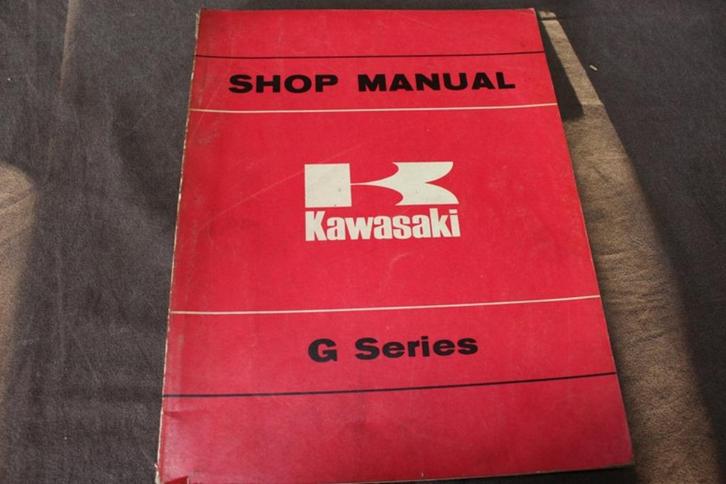 SHOP MANUAL
Kawasaki
G Series